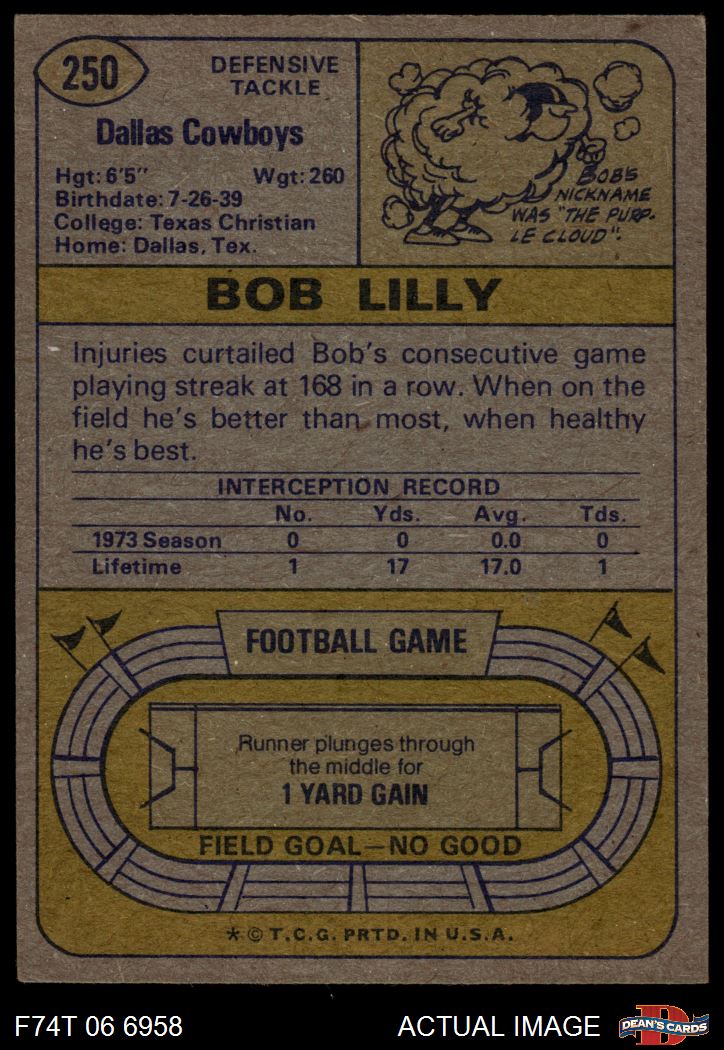 250
DEFENSIVE
TACKLE
Dallas Cowboys
Hgt: 6'5" Wgt: 260
Birthdate: 7-26-39
College: Texas Christian
Home: Dallas, Tex.
BOB'S
NICKNAME
WAS "THE PURP-
LE CLOUD".
BOB LILLY
Injuries curtailed Bob's consecutive game
playing streak at 168 in a row. When on the
field he's better than most, when healthy
he's best.
INTERCEPTION RECORD
No. Yds. Avg. Tds.
1973 Season 0 0 0.0 0
Lifetime 1 17 17.0 1
FOOTBALL GAME
Runner plunges through
the middle for
1 YARD GAIN
FIELD GOAL—NO GOOD
* © T.C.G. PRTD. IN U.S.A.
F74T 06 6958 ACTUAL IMAGE
D
DEAN'S CARDS